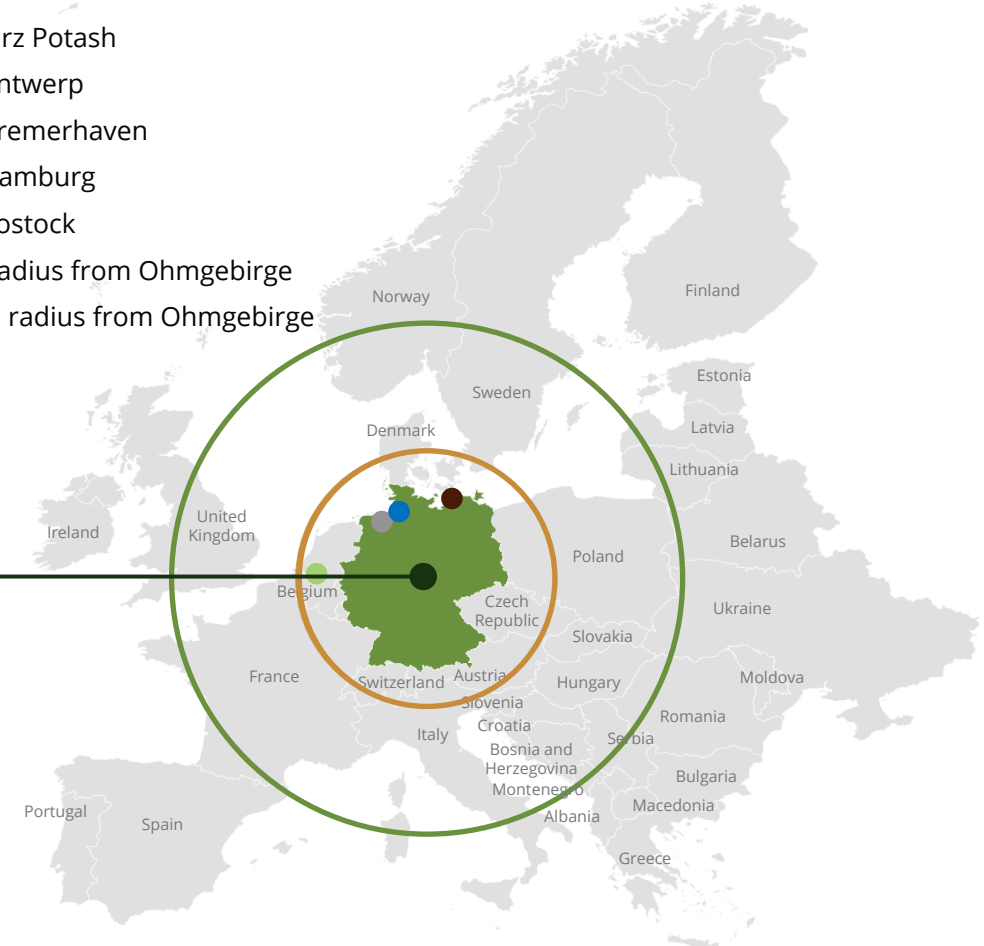 rz Potash
ntwerp
remerhaven
amburg
ostock
adius from Ohmgebirge
radius from Ohmgebirge
Norway
Finland
Sweden
Estonia
Denmark
Latvia
Lithuania
United
Kingdom
Ireland
Belarus
Poland
Belgium
Czech
Republic
Ukraine
Slovakia
France
Switzerland
Austria
Hungary
Moldova
Slovenia
Croatia
Romania
Italy
Serbia
Bosnia and
Herzegovina
Bulgaria
Montenegro
Macedonia
Portugal
Albania
Spain
Greece